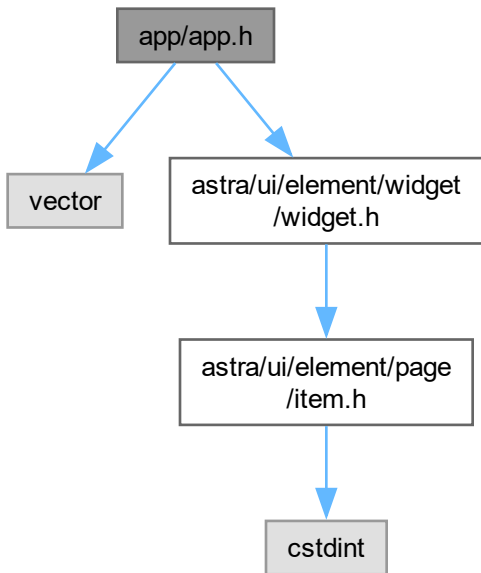 app/app.h
vector
astra/ui/element/widget
/widget.h
astra/ui/element/page
/item.h
cstdint